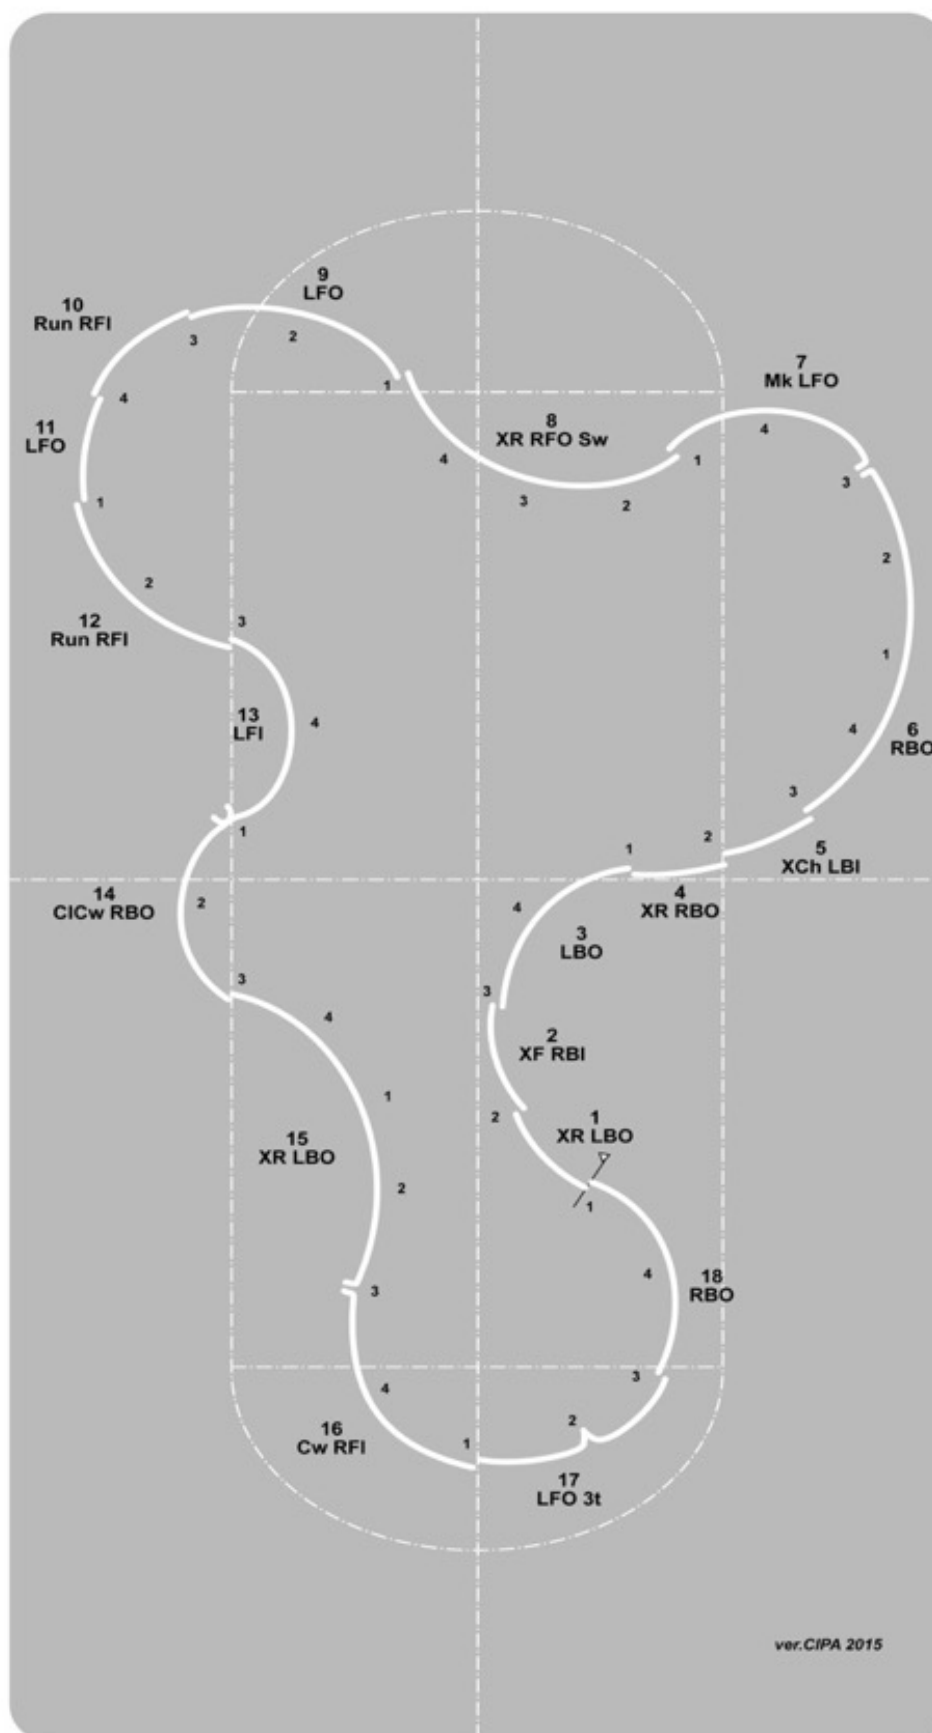 9
LFO
10
Run RFI
3
2
7
Mk LFO
1
4
11
LFO
8
XR RFO Sw
4
4
1
3
3
2
1
2
2
12
Run RFI
3
1
13
LFI
4
4
6
RBO
3
1
2
1
5
XCh LBI
14
ClCw RBO
2
4
4
XR RBO
3
LBO
3
3
4
2
XF RBI
1
2
1
XR LBO
15
XR LBO
2
1
4
18
RBO
3
3
4
2
16
Cw RFI
1
17
LFO 3t
ver.CIPA 2015